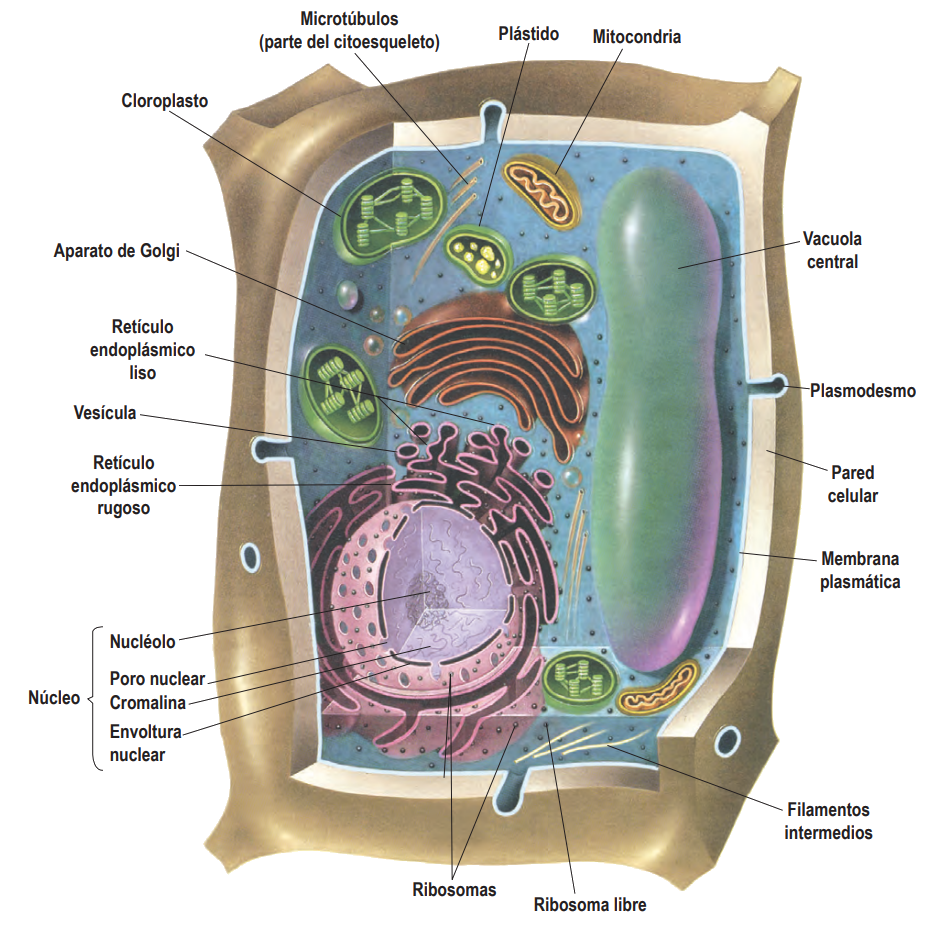 Microtúbulos
(parte del citoesqueleto)
Plástido
Mitocondria
Cloroplasto
Aparato de Golgi
Vacuola
central
Retículo
endoplásmico
liso
Plasmodesmo
Vesícula
Retículo
endoplásmico
rugoso
Pared
celular
Membrana
plasmática
Núcleo
Nucléolo
Poro nuclear
Cromalina
Envoltura
nuclear
Filamentos
intermedios
Ribosomas
Ribosoma libre